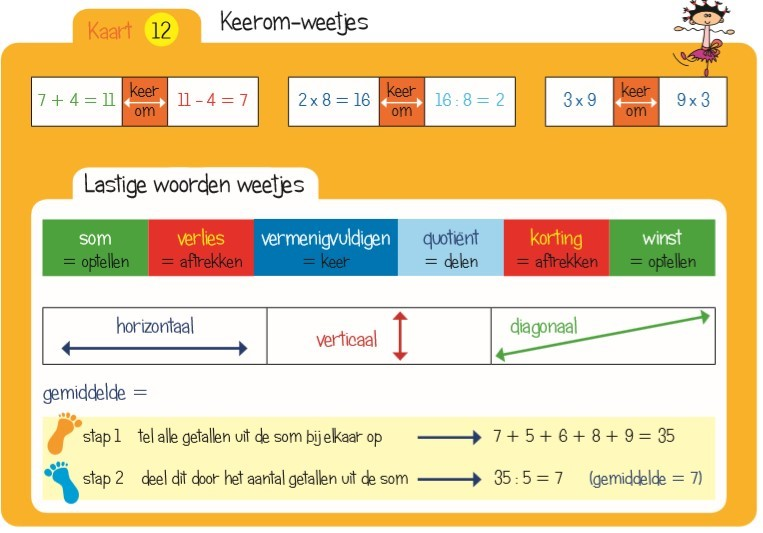 Kaart 12
Keerom-weetjes
7 + 4 = 11 keer om 11 - 4 = 7
2 x 8 = 16 keer om 16 : 8 = 2
3 x 9 keer om 9 x 3
Lastige woorden weetjes
som = optellen
verlies = aftrekken
vermenigvuldigen = keer
quotiënt = delen
korting = aftrekken
winst = optellen
horizontaal
verticaal
diagonaal
gemiddelde =
stap 1 tel alle getallen uit de som bij elkaar op 7 + 5 + 6 + 8 + 9 = 35
stap 2 deel dit door het aantal getallen uit de som 35 : 5 = 7 (gemiddelde = 7)